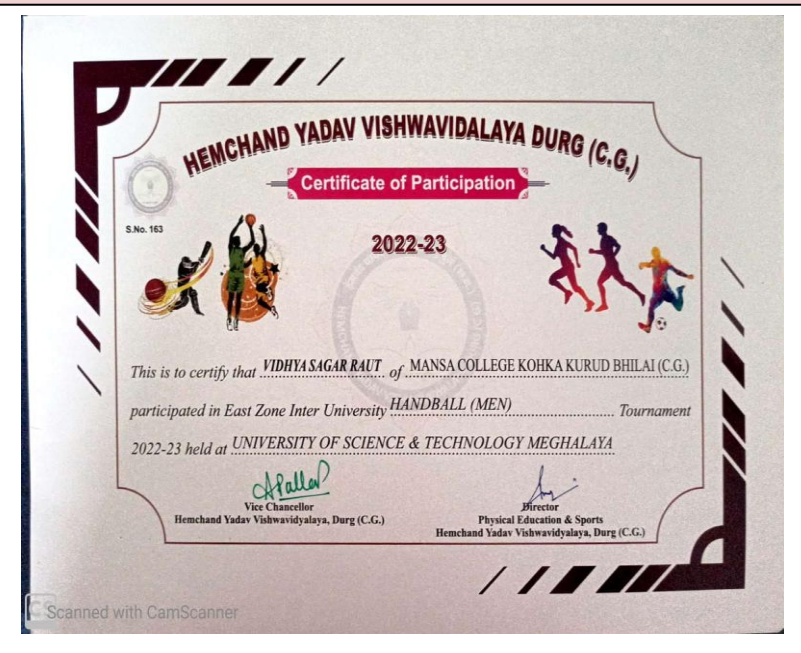 HEMCHAND YADAV VISHWAVIDALAYA DURG (C.G.)
Certificate of Participation
S.No. 163
2022-23
This is to certify that VIDHYA SAGAR RAUT of MANSA COLLEGE KOHKA KURUD BHILAI (C.G.)
participated in East Zone Inter University HANDBALL (MEN) Tournament
2022-23 held at UNIVERSITY OF SCIENCE & TECHNOLOGY MEGHALAYA
Vice Chancellor
Hemchand Yadav Vishwavidyalaya, Durg (C.G.)
Director
Physical Education & Sports
Hemchand Yadav Vishwavidyalaya, Durg (C.G.)
CS Scanned with CamScanner